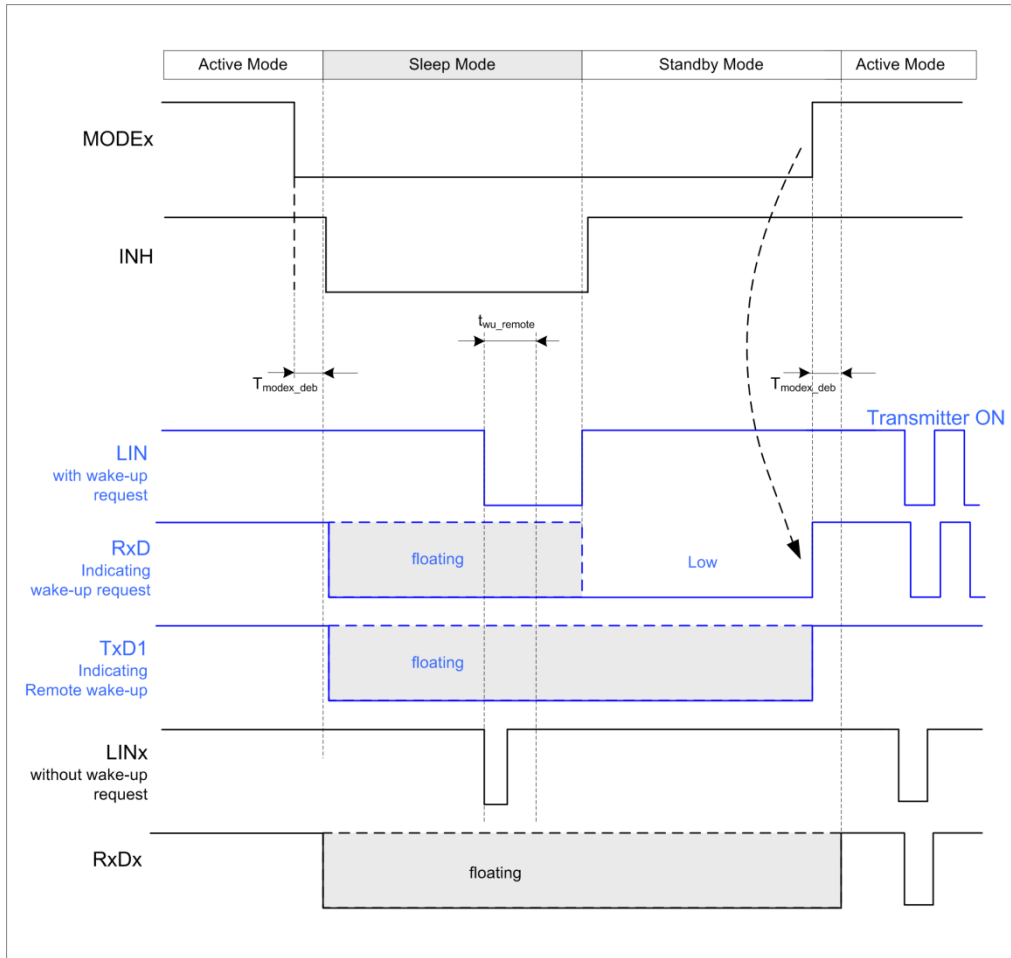 Active Mode
Sleep Mode
Standby Mode
Active Mode
MODEx
INH
twu_remote
Tmodex_deb
Tmodex_deb
Transmitter ON
LIN
with wake-up
request
RxD
Indicating
wake-up request
floating
Low
TxD1
Indicating
Remote wake-up
floating
LINx
without wake-up
request
RxDx
floating